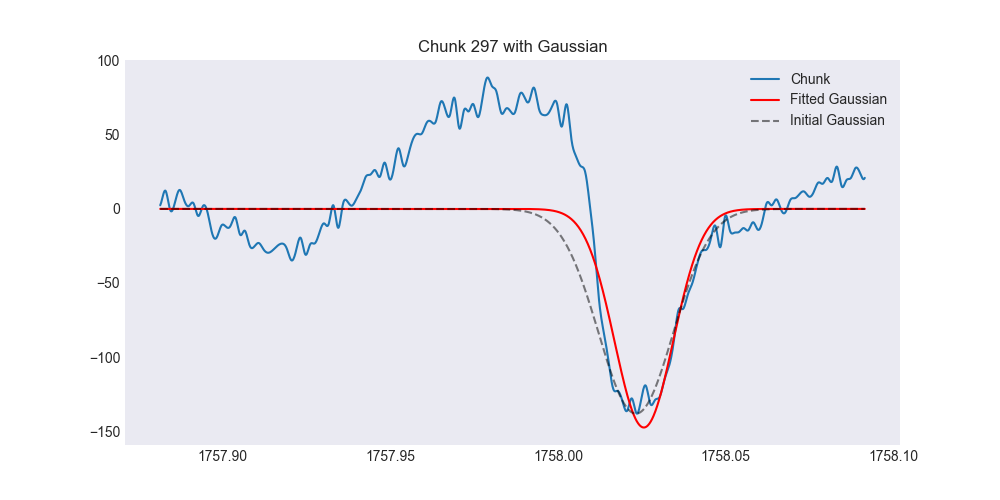 Chunk 297 with Gaussian
100
50
0
−50
−100
−150
1757.90
1757.95
1758.00
1758.05
1758.10
Chunk
Fitted Gaussian
Initial Gaussian